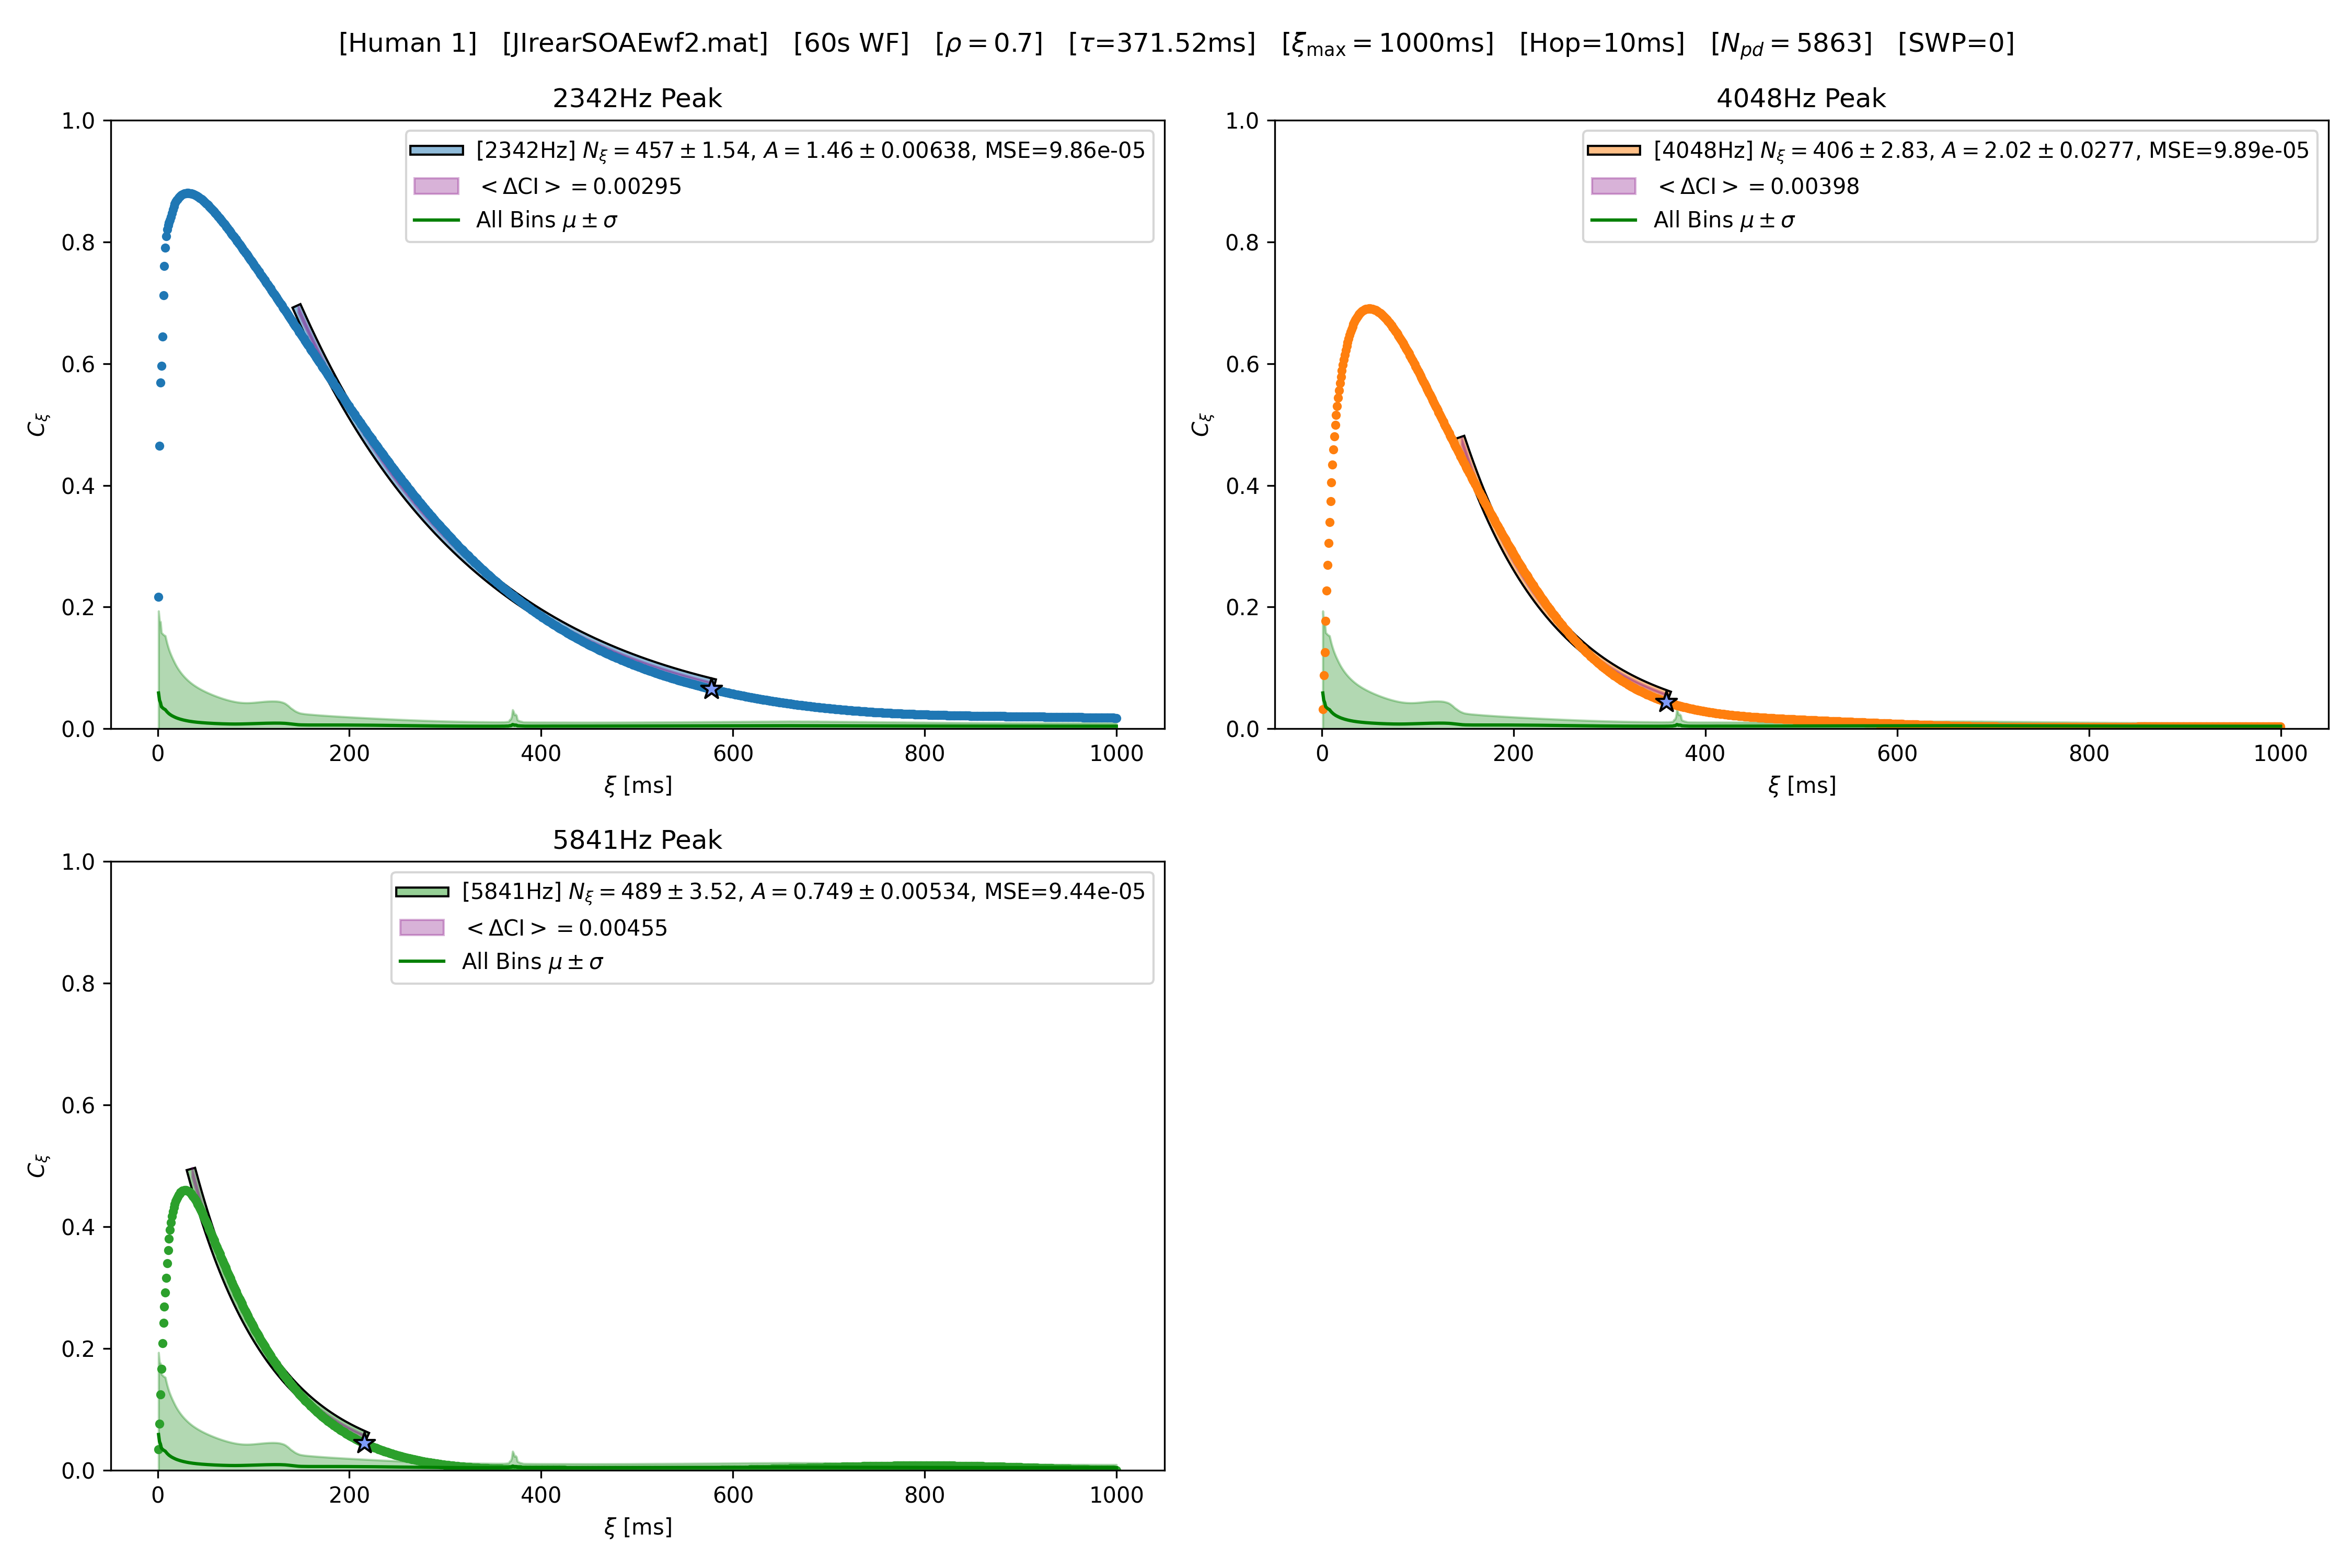 [Human 1] [JIrearSOAEwf2.mat] [60s WF] [ρ = 0.7] [τ=371.52ms] [ξmax = 1000ms] [Hop=10ms] [Npd = 5863] [SWP=0]
2342Hz Peak
1.0
0.8
0.6
0.4
0.2
0.0
Cξ
[2342Hz] Nξ = 457 ± 1.54, A = 1.46 ± 0.00638, MSE=9.86e-05
< ΔCI > = 0.00295
All Bins μ ± σ
0 200 400 600 800 1000
ξ [ms]
4048Hz Peak
1.0
0.8
0.6
0.4
0.2
0.0
Cξ
[4048Hz] Nξ = 406 ± 2.83, A = 2.02 ± 0.0277, MSE=9.89e-05
< ΔCI > = 0.00398
All Bins μ ± σ
0 200 400 600 800 1000
ξ [ms]
5841Hz Peak
1.0
0.8
0.6
0.4
0.2
0.0
Cξ
[5841Hz] Nξ = 489 ± 3.52, A = 0.749 ± 0.00534, MSE=9.44e-05
< ΔCI > = 0.00455
All Bins μ ± σ
0 200 400 600 800 1000
ξ [ms]